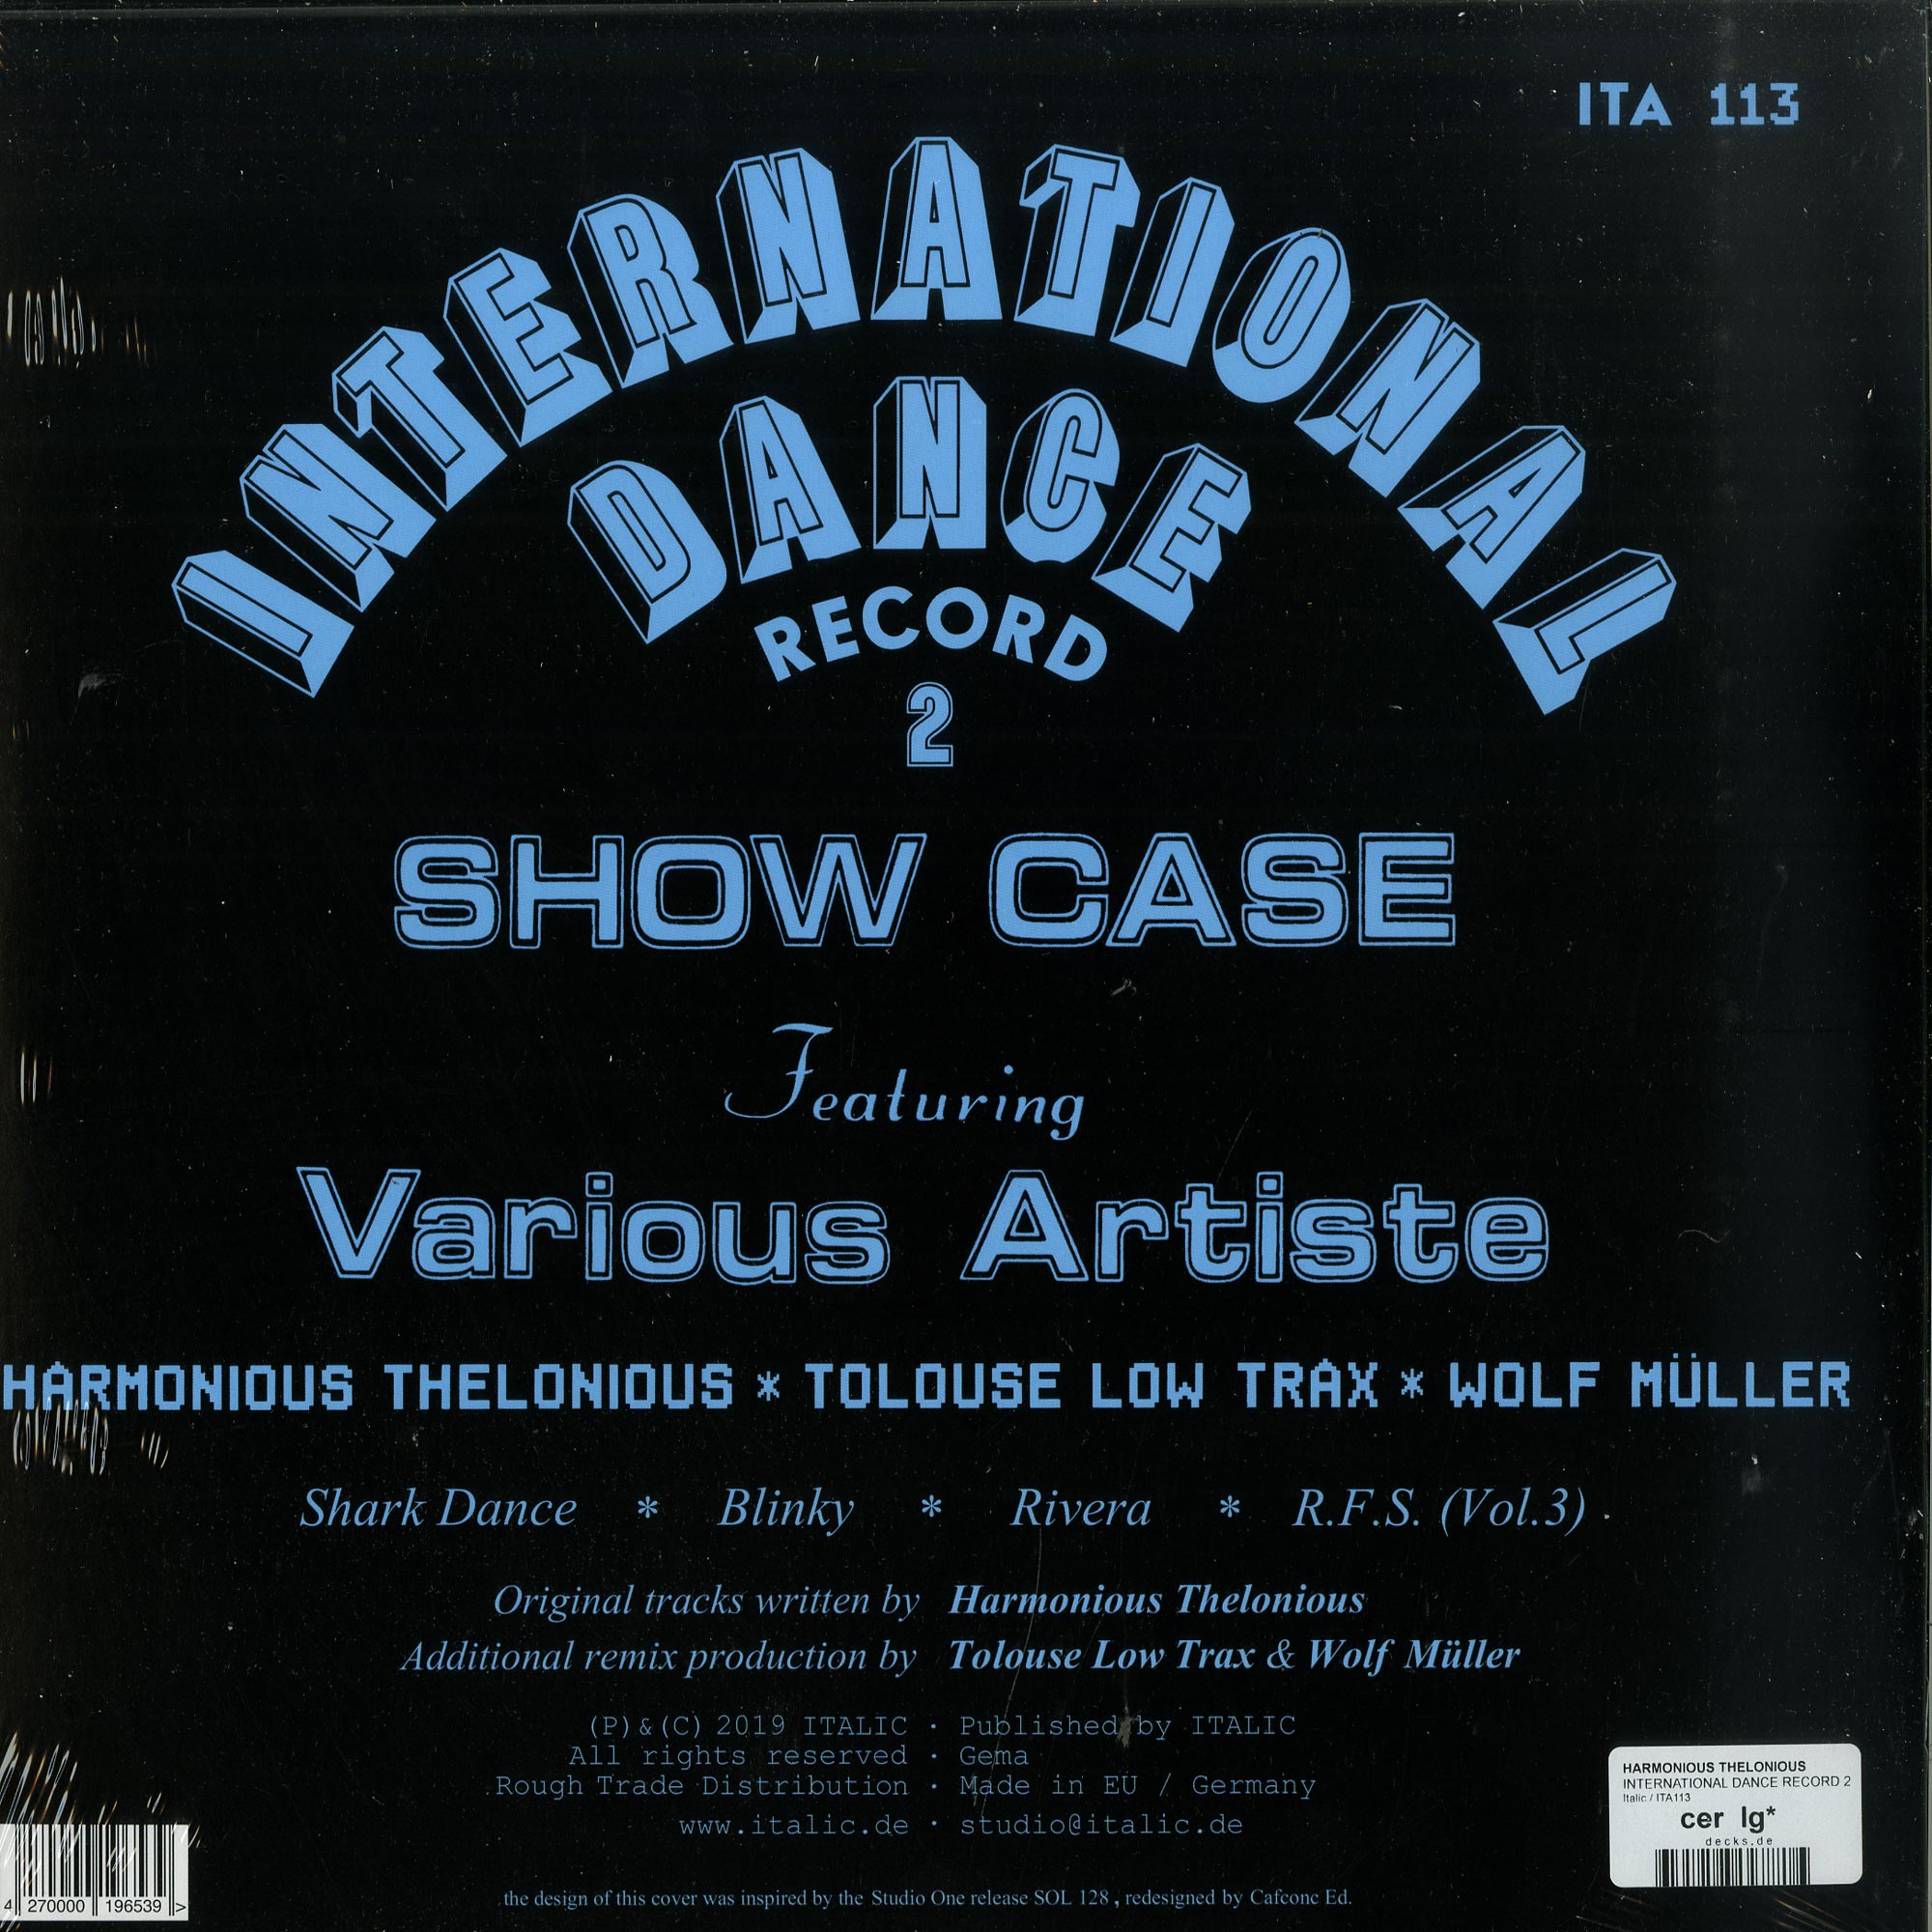 ITA 113
INTERNATIONAL
DANCE
RECORD
2
SHOW CASE
Featuring
Various Artiste
HARMONIOUS THELONIOUS * TOLOUSE LOW TRAX * WOLF MÜLLER
Shark Dance * Blinky * Rivera * R.F.S. (Vol.3)
Original tracks written by Harmonious Thelonious
Additional remix production by Tolouse Low Trax & Wolf Müller
(P)&(C) 2019 ITALIC · Published by ITALIC
All rights reserved · Gema
Rough Trade Distribution · Made in EU / Germany
www.italic.de · studio@italic.de
the design of this cover was inspired by the Studio One release SOL 128, redesigned by Cafconc Ed.
4 270000 196539 >
HARMONIOUS THELONIOUS
INTERNATIONAL DANCE RECORD 2
Italic / ITA113
cer lg*
decks.de